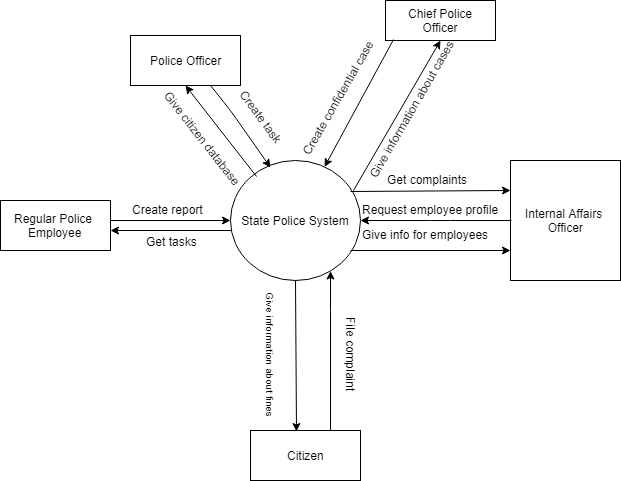 Chief Police
Officer
Police Officer
Create task
Give citizen database
Create confidential case
Give information about cases
Get complaints
Request employee profile
Give info for employees
Internal Affairs
Officer
State Police System
Regular Police
Employee
Create report
Get tasks
Give information about fines
File complaint
Citizen